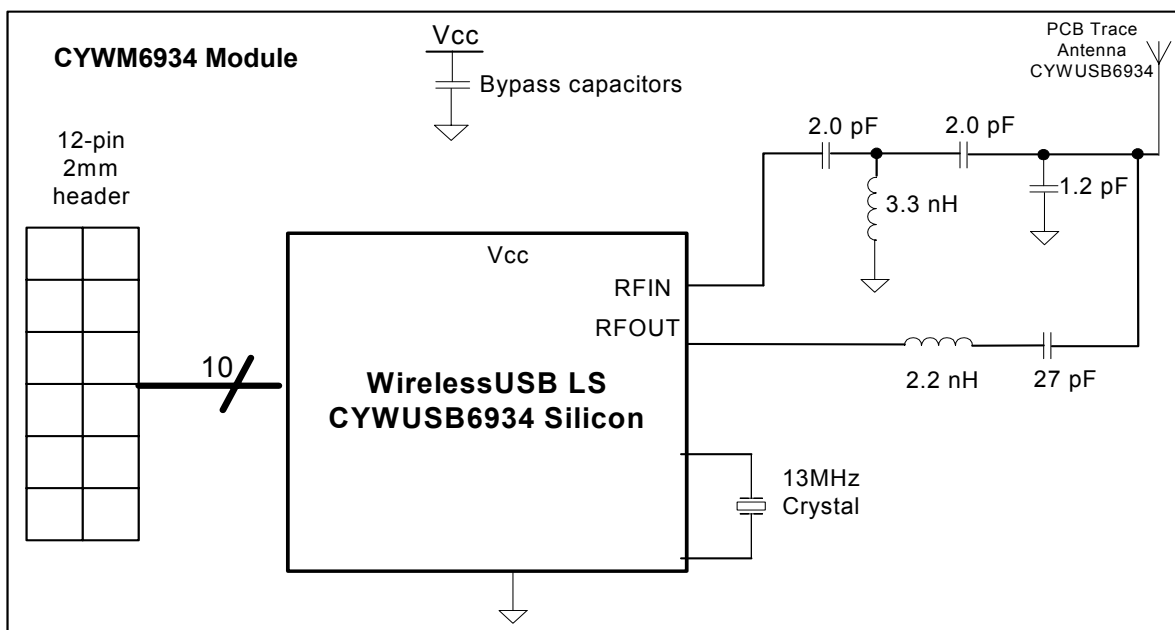 CYWM6934 Module
Vcc
Bypass capacitors
PCB Trace
Antenna
CYWUSB6934
12-pin
2mm
header
2.0 pF
2.0 pF
1.2 pF
3.3 nH
Vcc
RFIN
RFOUT
10
WirelessUSB LS
CYWUSB6934 Silicon
2.2 nH
27 pF
13MHz
Crystal